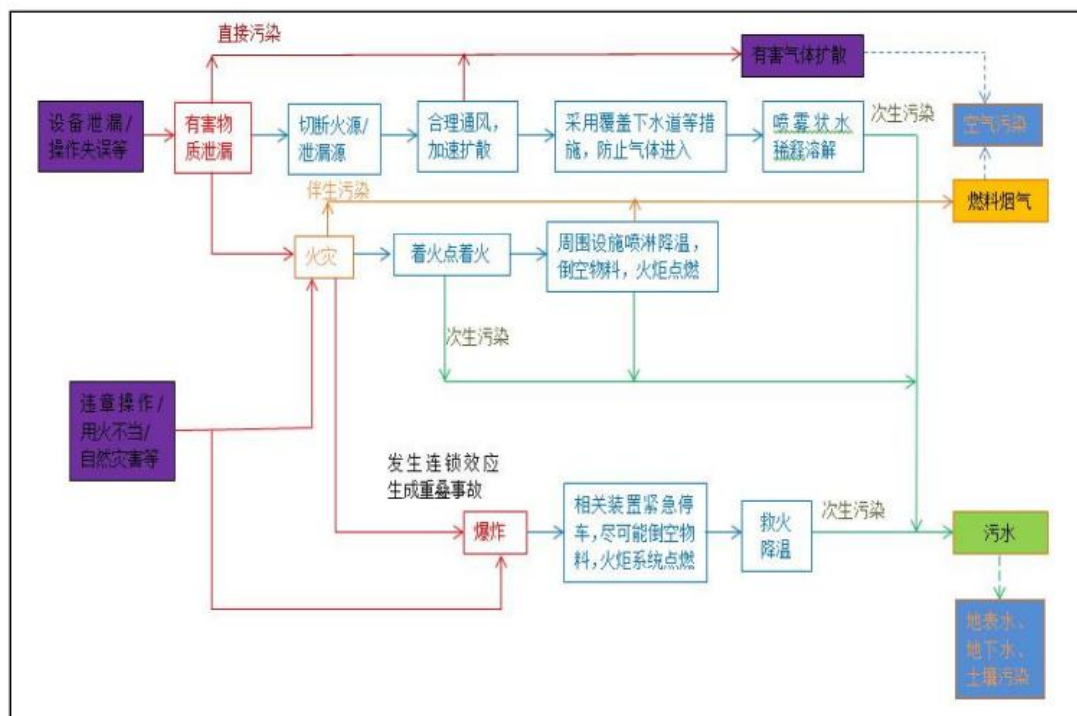 直接污染
有害气体扩散
设备泄漏/
操作失误等
有害物
质泄漏
切断火源/
泄漏源
合理通风，
加速扩散
采用覆盖下水道等措
施，防止气体进入
喷雾状水
稀释溶解
次生污染
空气污染
伴生污染
燃料烟气
火灾
着火点着火
周围设施喷淋降温，
倒空物料，火炬点燃
次生污染
违章操作/
用火不当/
自然灾害等
发生连锁效应
生成重叠事故
爆炸
相关装置紧急停
车，尽可能倒空物
料，火炬系统点燃
救火
降温
次生污染
污水
地表水、
地下水、
土壤污染